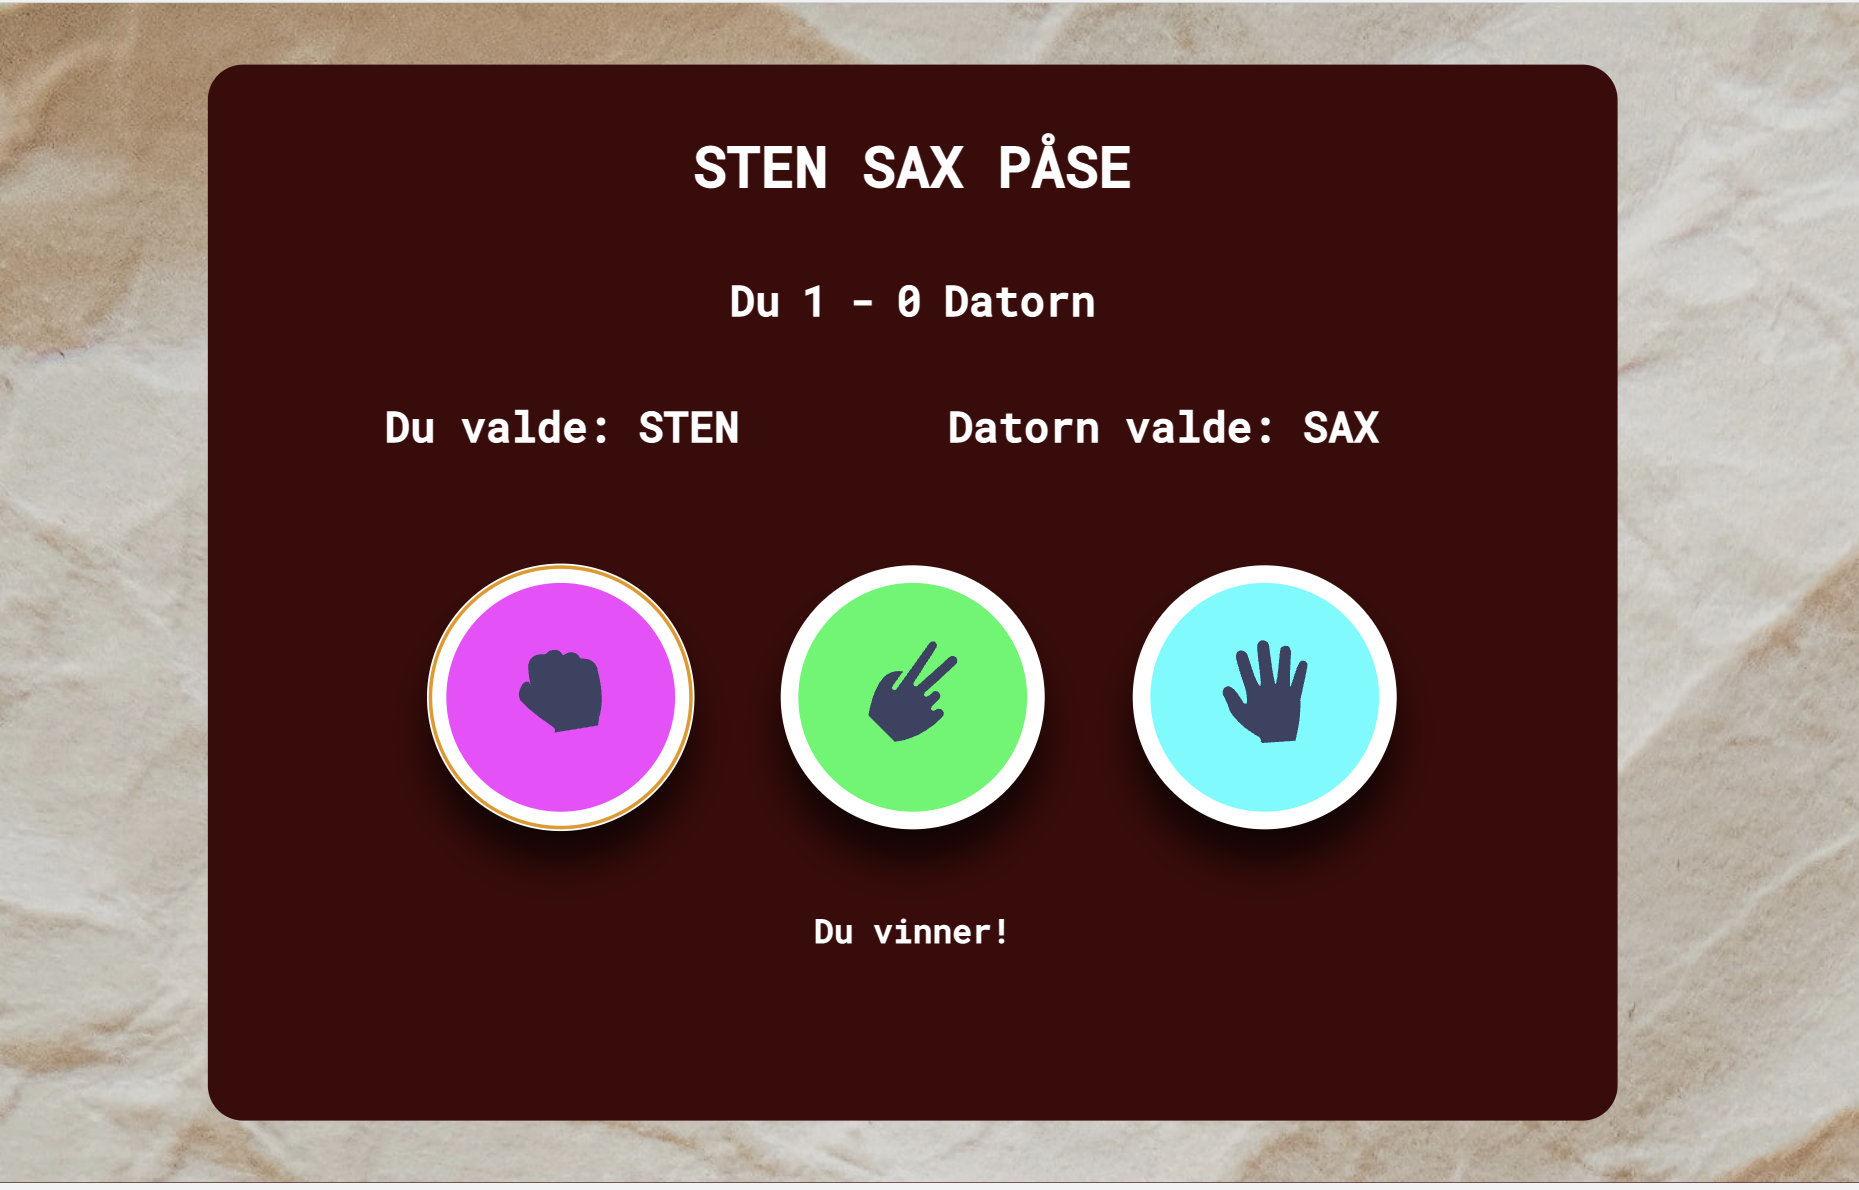 STEN SAX PÅSE
Du 1 - 0 Datorn
Du valde: STEN
Datorn valde: SAX
Du vinner!